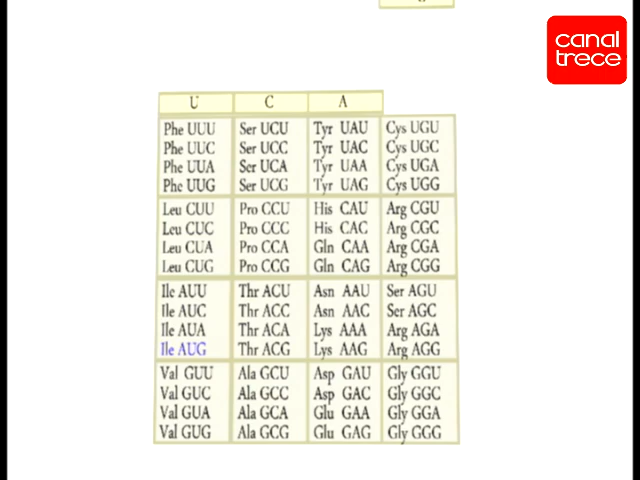 canal
trece
U C A
Phe UUU Ser UCU Tyr UAU Cys UGU
Phe UUC Ser UCC Tyr UAC Cys UGC
Phe UUA Ser UCA Tyr UAA Cys UGA
Phe UUG Ser UCG Tyr UAG Cys UGG
Leu CUU Pro CCU His CAU Arg CGU
Leu CUC Pro CCC His CAC Arg CGC
Leu CUA Pro CCA Gln CAA Arg CGA
Leu CUG Pro CCG Gln CAG Arg CGG
Ile AUU Thr ACU Asn AAU Ser AGU
Ile AUC Thr ACC Asn AAC Ser AGC
Ile AUA Thr ACA Lys AAA Arg AGA
Ile AUG Thr ACG Lys AAG Arg AGG
Val GUU Ala GCU Asp GAU Gly GGU
Val GUC Ala GCC Asp GAC Gly GGC
Val GUA Ala GCA Glu GAA Gly GGA
Val GUG Ala GCG Glu GAG Gly GGG